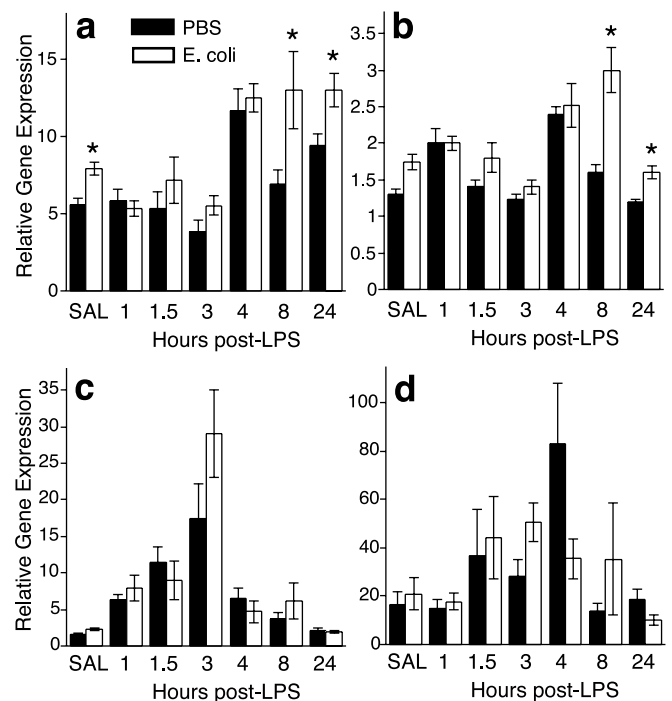 a
PBS
E. coli
Relative Gene Expression
15
10
5
0
*
*
*
SAL 1 1.5 3 4 8 24
Hours post-LPS
b
3.5
3
2.5
2
1.5
1
0.5
0
*
*
SAL 1 1.5 3 4 8 24
Hours post-LPS
c
Relative Gene Expression
35
30
25
20
15
10
5
0
SAL 1 1.5 3 4 8 24
Hours post-LPS
d
100
80
60
40
20
0
SAL 1 1.5 3 4 8 24
Hours post-LPS